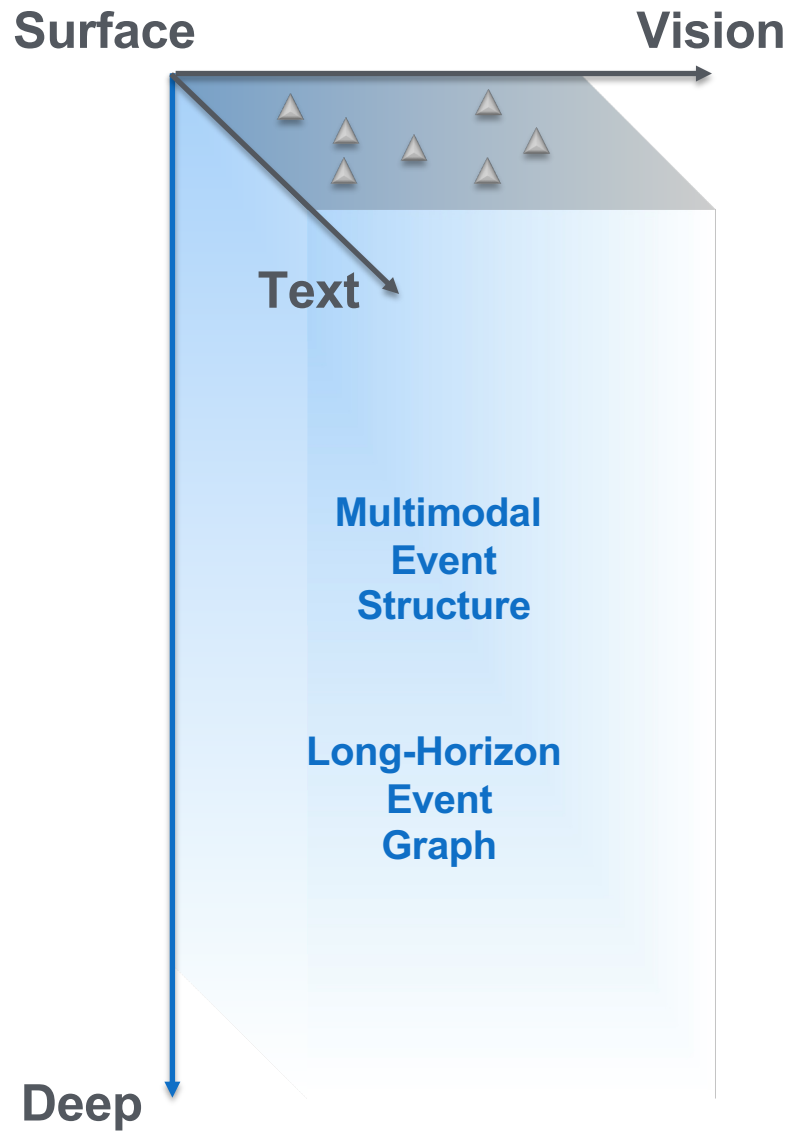 Surface
Vision
Text
Multimodal
Event
Structure
Long-Horizon
Event
Graph
Deep